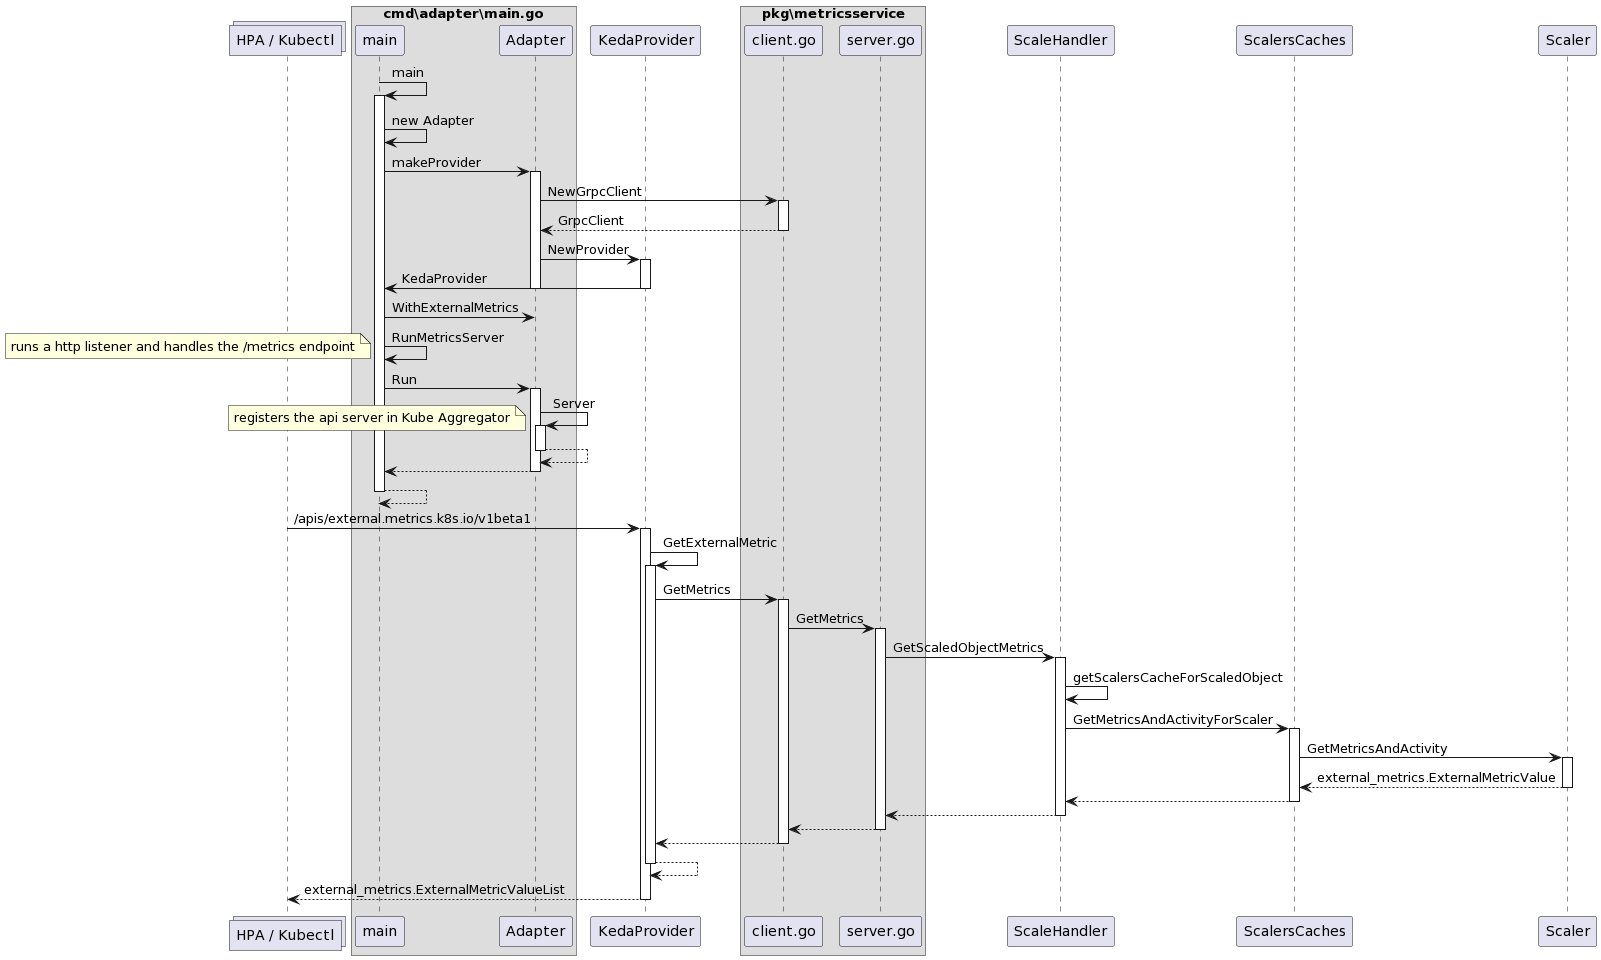 cmd\adapter\main.go
pkg\metricsservice
HPA / Kubectl
main
Adapter
KedaProvider
client.go
server.go
ScaleHandler
ScalersCaches
Scaler
main
new Adapter
makeProvider
NewGrpcClient
GrpcClient
NewProvider
KedaProvider
WithExternalMetrics
RunMetricsServer
runs a http listener and handles the /metrics endpoint
Run
Server
registers the api server in Kube Aggregator
/apis/external.metrics.k8s.io/v1beta1
GetExternalMetric
GetMetrics
GetMetrics
GetScaledObjectMetrics
getScalersCacheForScaledObject
GetMetricsAndActivityForScaler
GetMetricsAndActivity
external_metrics.ExternalMetricValue
external_metrics.ExternalMetricValueList
HPA / Kubectl
main
Adapter
KedaProvider
client.go
server.go
ScaleHandler
ScalersCaches
Scaler